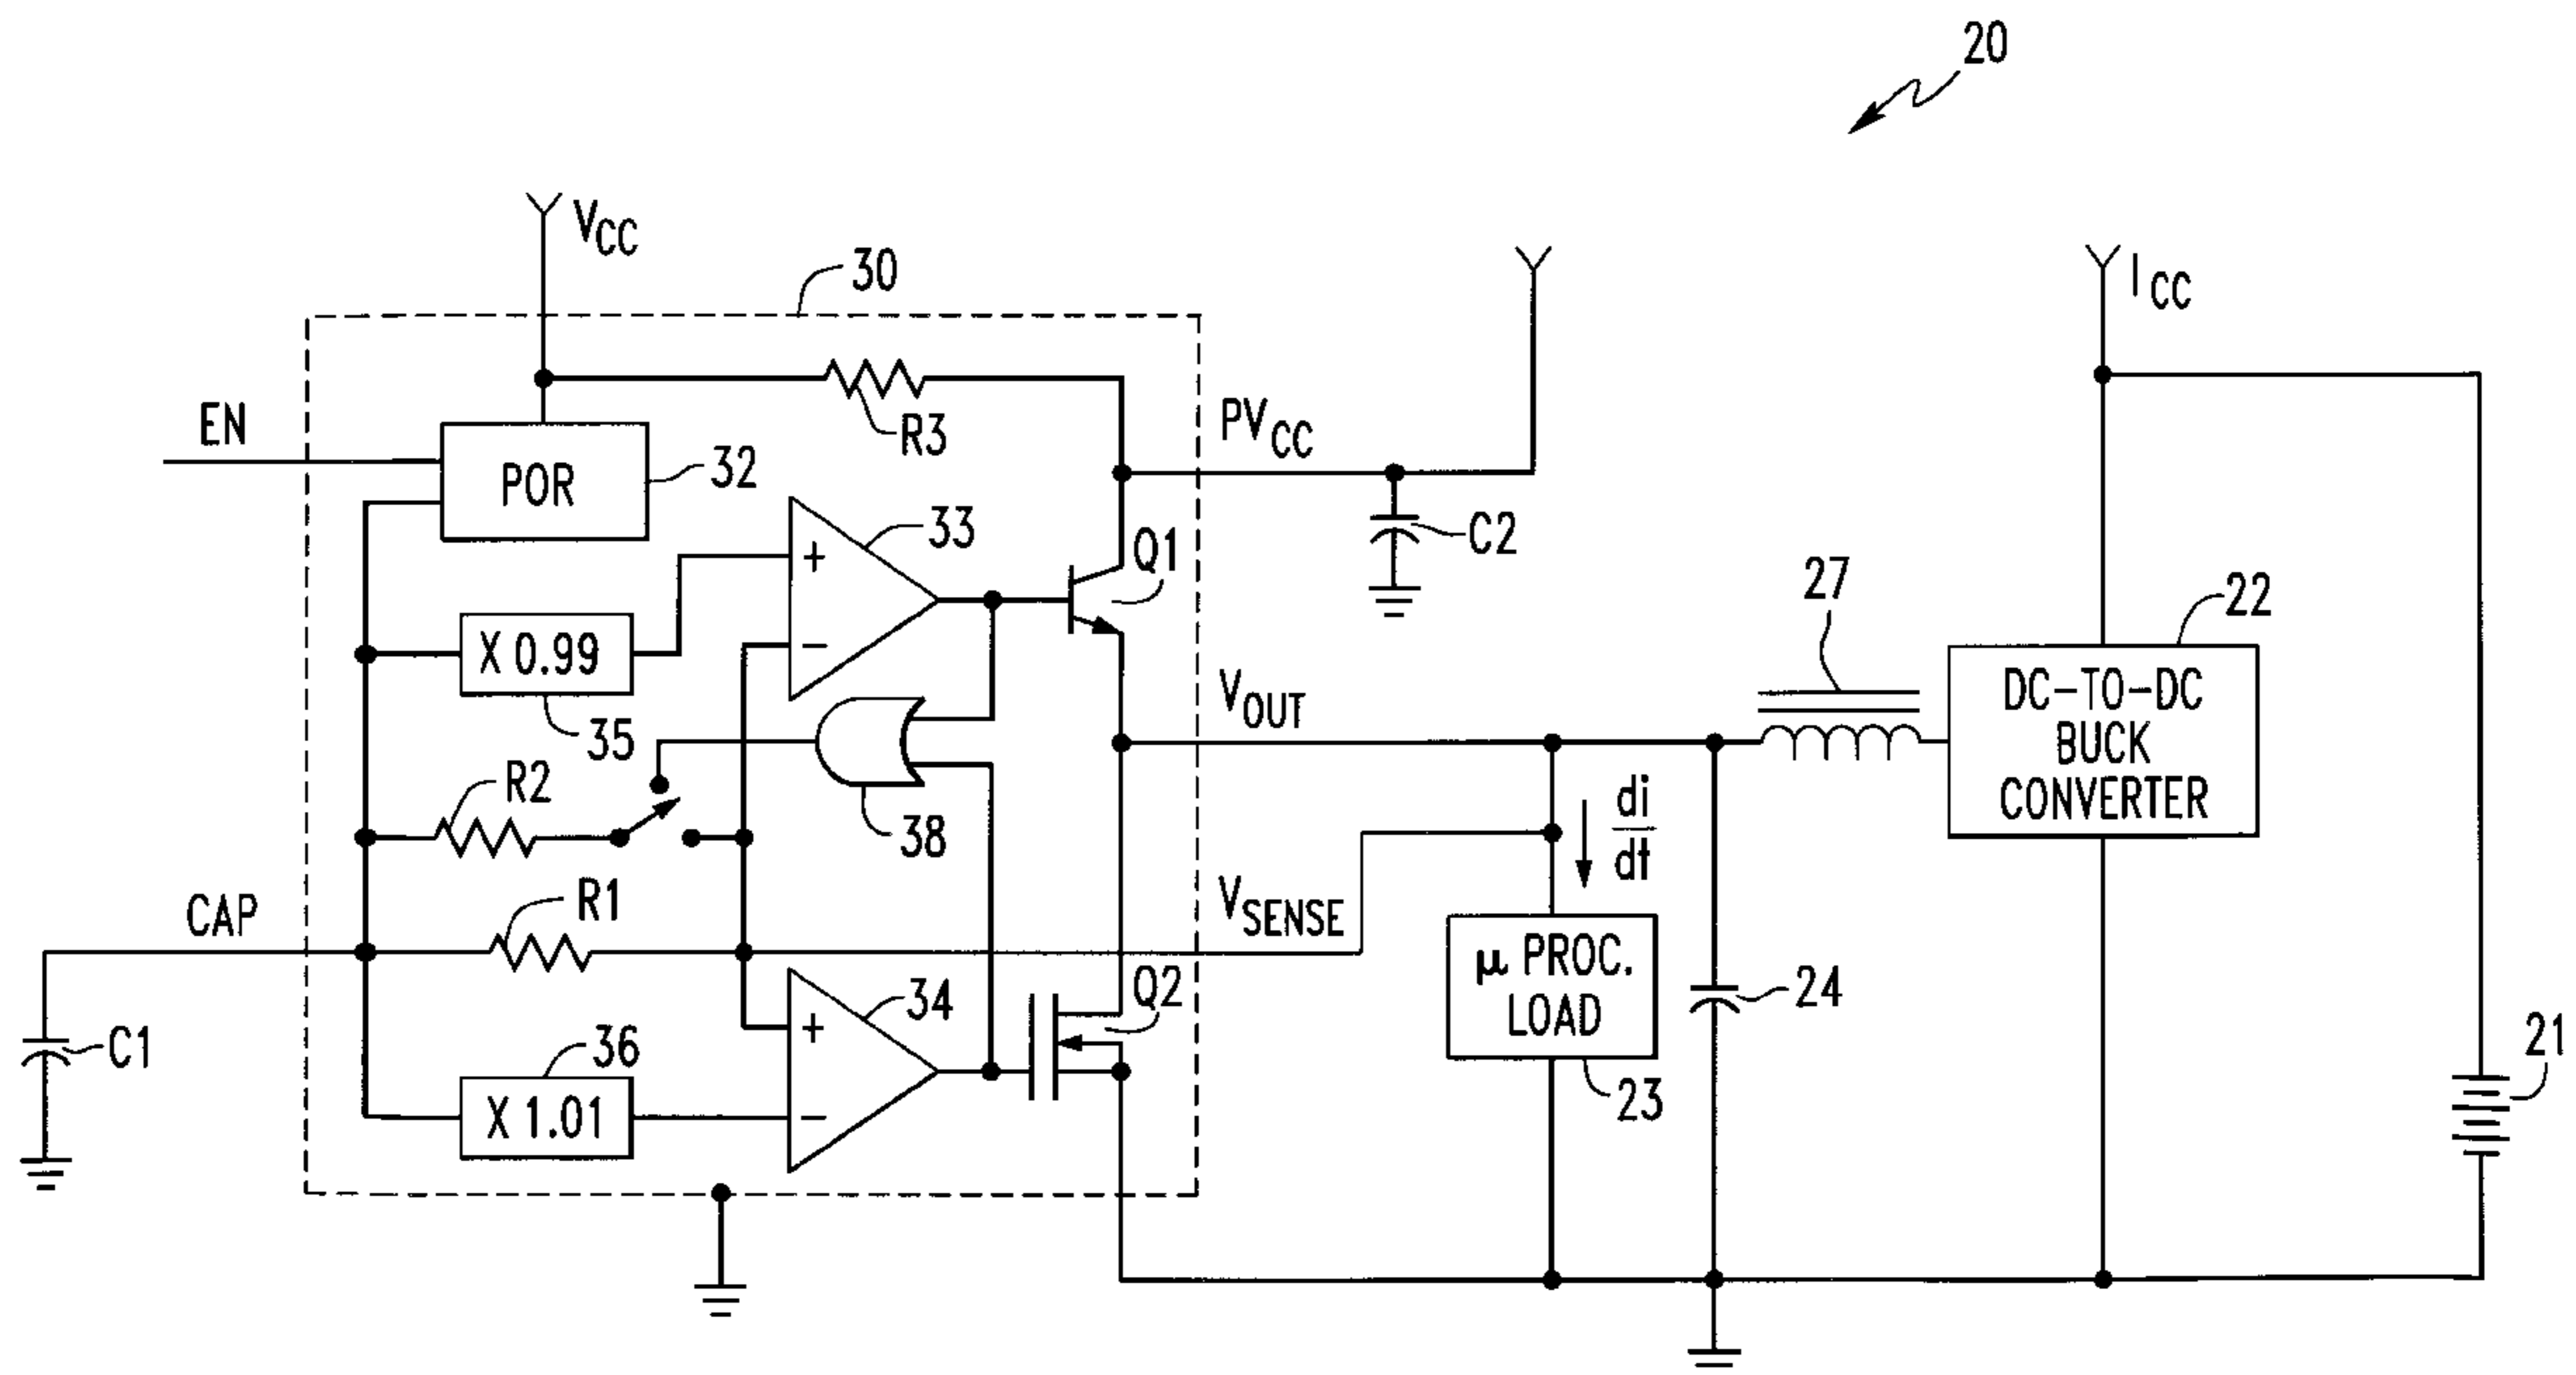 20
VCC
30
ICC
EN
R3
PVCC
POR
32
33
C2
Q1
+
−
27
22
X 0.99
35
VOUT
DC-TO-DC
BUCK
CONVERTER
R2
38
di
dt
R1
CAP
VSENSE
34
Q2
μ PROC.
LOAD
24
+
−
C1
36
X 1.01
23
21